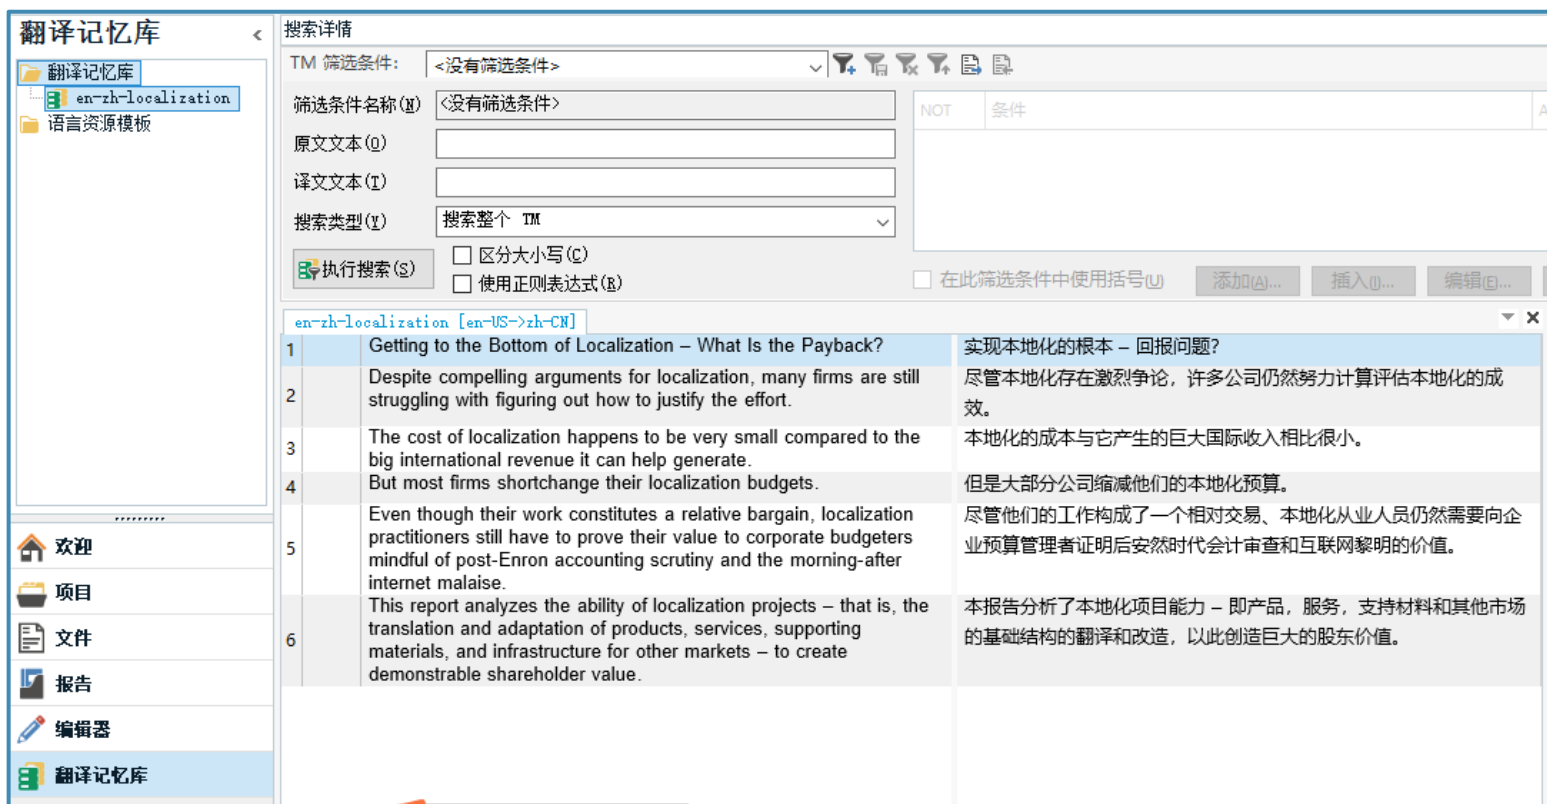 翻译记忆库
翻译记忆库
en-zh-localization
语言资源模板
欢迎
项目
文件
报告
编辑器
翻译记忆库
搜索详情
TM 筛选条件:
<没有筛选条件>
筛选条件名称(N)
<没有筛选条件>
原文文本(O)
译文文本(T)
搜索类型(Y)
搜索整个 TM
执行搜索(S)
区分大小写(C)
使用正则表达式(R)
NOT 条件 A
在此筛选条件中使用括号(U)
添加(A)... 插入(I)... 编辑(E)...
en-zh-localization [en-US->zh-CN]
1
Getting to the Bottom of Localization – What Is the Payback?
实现本地化的根本 – 回报问题?
2
Despite compelling arguments for localization, many firms are still
struggling with figuring out how to justify the effort.
尽管本地化存在激烈争论，许多公司仍然努力计算评估本地化的成
效。
3
The cost of localization happens to be very small compared to the
big international revenue it can help generate.
本地化的成本与它产生的巨大国际收入相比很小。
4
But most firms shortchange their localization budgets.
但是大部分公司缩减他们的本地化预算。
5
Even though their work constitutes a relative bargain, localization
practitioners still have to prove their value to corporate budgeters
mindful of post-Enron accounting scrutiny and the morning-after
internet malaise.
尽管他们的工作构成了一个相对交易、本地化从业人员仍然需要向企
业预算管理者证明后安然时代会计审查和互联网黎明的价值。
6
This report analyzes the ability of localization projects – that is, the
translation and adaptation of products, services, supporting
materials, and infrastructure for other markets – to create
demonstrable shareholder value.
本报告分析了本地化项目能力 – 即产品，服务，支持材料和其他市场
的基础结构的翻译和改造，以此创造巨大的股东价值。